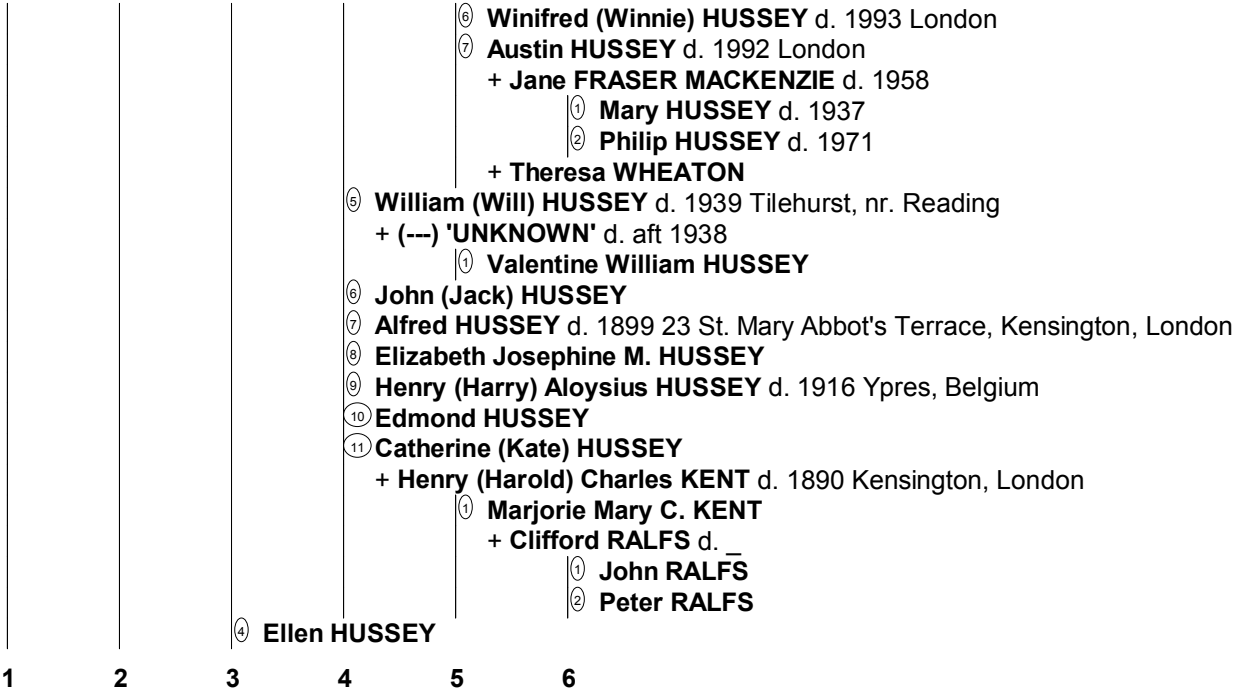 6 Winifred (Winnie) HUSSEY d. 1993 London
7 Austin HUSSEY d. 1992 London
+ Jane FRASER MACKENZIE d. 1958
1 Mary HUSSEY d. 1937
2 Philip HUSSEY d. 1971
+ Theresa WHEATON
5 William (Will) HUSSEY d. 1939 Tilehurst, nr. Reading
+ (---) 'UNKNOWN' d. aft 1938
1 Valentine William HUSSEY
6 John (Jack) HUSSEY
7 Alfred HUSSEY d. 1899 23 St. Mary Abbot's Terrace, Kensington, London
8 Elizabeth Josephine M. HUSSEY
9 Henry (Harry) Aloysius HUSSEY d. 1916 Ypres, Belgium
10 Edmond HUSSEY
11 Catherine (Kate) HUSSEY
+ Henry (Harold) Charles KENT d. 1890 Kensington, London
1 Marjorie Mary C. KENT
+ Clifford RALFS d. _
1 John RALFS
2 Peter RALFS
4 Ellen HUSSEY
1 2 3 4 5 6